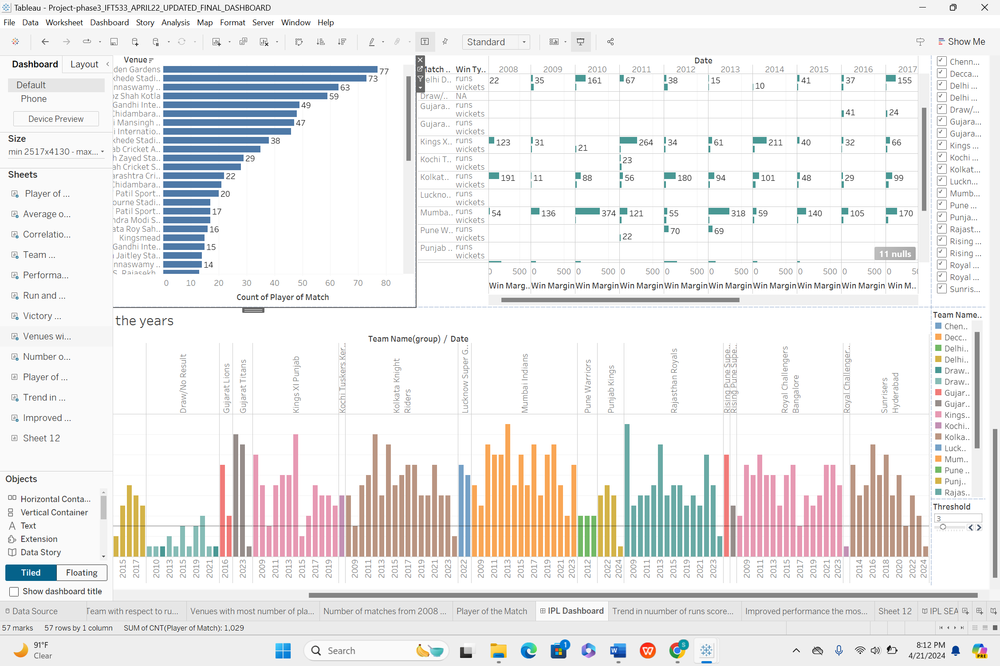 Tableau - Project-phase3_IFT533_APRIL22_UPDATED_FINAL_DASHBOARD
File Data Worksheet Dashboard Story Analysis Map Format Server Window Help
Standard
Show Me
Dashboard Layout
Default
Phone
Device Preview
Size
min 2517x4130 - max...
Sheets
Player of ...
Average o...
Correlatio...
Team ...
Performa...
Run and ...
Victory ...
Venues wi...
Number o...
Player of ...
Trend in ...
Improved ...
Sheet 12
Objects
Horizontal Conta...
Vertical Container
Text
Extension
Data Story
Tiled Floating
Show dashboard title
Venue
den Gardens 77
khede Stadi.. 73
nnaswamy .. 63
oz Shah Kotla 59
Gandhi Inte.. 49
Chidambara..
i Mansingh .. 47
i Internatio..
khede Stadi.. 38
ab Cricket A..
h Zayed Sta.. 29
ah Cricket S..
arashtra Cri.. 22
Chidambara..
Patil Sport.. 20
ourne Stadi..
Patil Sport.. 17
ndra Modi S..
ata Roy Sah.. 16
Kingsmead
Gandhi Inte.. 15
Jaitley Sta..
nnaswamy .. 14
S. Rajasekh
0 10 20 30 40 50 60 70 80
Count of Player of Match
Date
Match .. Win Ty.. 2008 2009 2010 2011 2012 2013 2014 2015 2016 2017
elhi D.. runs 22 35 161 67 38 15 41 37 155
wickets 10
Draw/.. NA
Gujara.. runs
wickets 41 24
Gujara.. runs
wickets
Kings X.. runs 123 31 264 34 61 211 40 32 66
wickets 21
Kochi T.. runs 23
wickets
Kolkat.. runs 191 11 88 56 180 94 101 48 29 99
wickets
Luckno.. runs
wickets
Mumba.. runs 54 136 374 121 55 318 59 140 105 170
wickets
Pune W.. runs 70 69
wickets 22
Punjab .. runs
wickets
11 nulls
0 500 0 500 0 500 0 500 0 500 0 500 0 500 0 500 0 500 0
Win Marg.. Win Margin Win Margin Win Margin Win Margin Win Margin Win Margin Win Margin Win Margin Win M..
Chenn...
Decca...
Delhi ...
Delhi ...
Draw/...
Gujara...
Gujara...
Kings ...
Kochi ...
Kolkat...
Luckn...
Mumb...
Pune ...
Punja...
Rajast...
Rising ...
Rising ...
Royal ...
Royal ...
Sunris...
the years
Team Name(group) / Date
Draw/No Result
Gujarat Lions
Gujarat Titans
Kings XI Punjab
Kochi Tuskers Ker..
Kolkata Knight
Riders
Lucknow Super G..
Mumbai Indians
Pune Warriors
Punjab Kings
Rajasthan Royals
Rising Pune Supe..
Rising Pune Supe..
Royal Challengers
Bangalore
Royal Challenger..
Sunrisers
Hyderabad
2015 2017 2010 2013 2015 2019 2021 2016 2023 2009 2011 2013 2015 2017 2019 2009 2011 2013 2015 2017 2019 2021 2023 2022 2009 2011 2013 2015 2017 2019 2021 2023 2012 2022 2024 2009 2011 2013 2015 2019 2021 2023 2009 2011 2013 2015 2017 2019 2021 2023 2014 2016 2018 2020 2022 2024
Team Name..
Chen..
Decc..
Delhi..
Delhi..
Draw..
Draw..
Gujar..
Gujar..
Kings..
Kochi..
Kolka..
Luck..
Mum..
Pune ..
Punj..
Rajas..
Threshold
3
Data Source Team with respect to ru... Venues with most number of pla... Number of matches from 2008 ... Player of the Match IPL Dashboard Trend in nuumber of runs score... Improved performance the mos... Sheet 12 IPL SEA
57 marks 57 rows by 1 column SUM of CNT(Player of Match): 1,029
91°F
Clear
Search
1
S
8:12 PM
4/21/2024
PRE